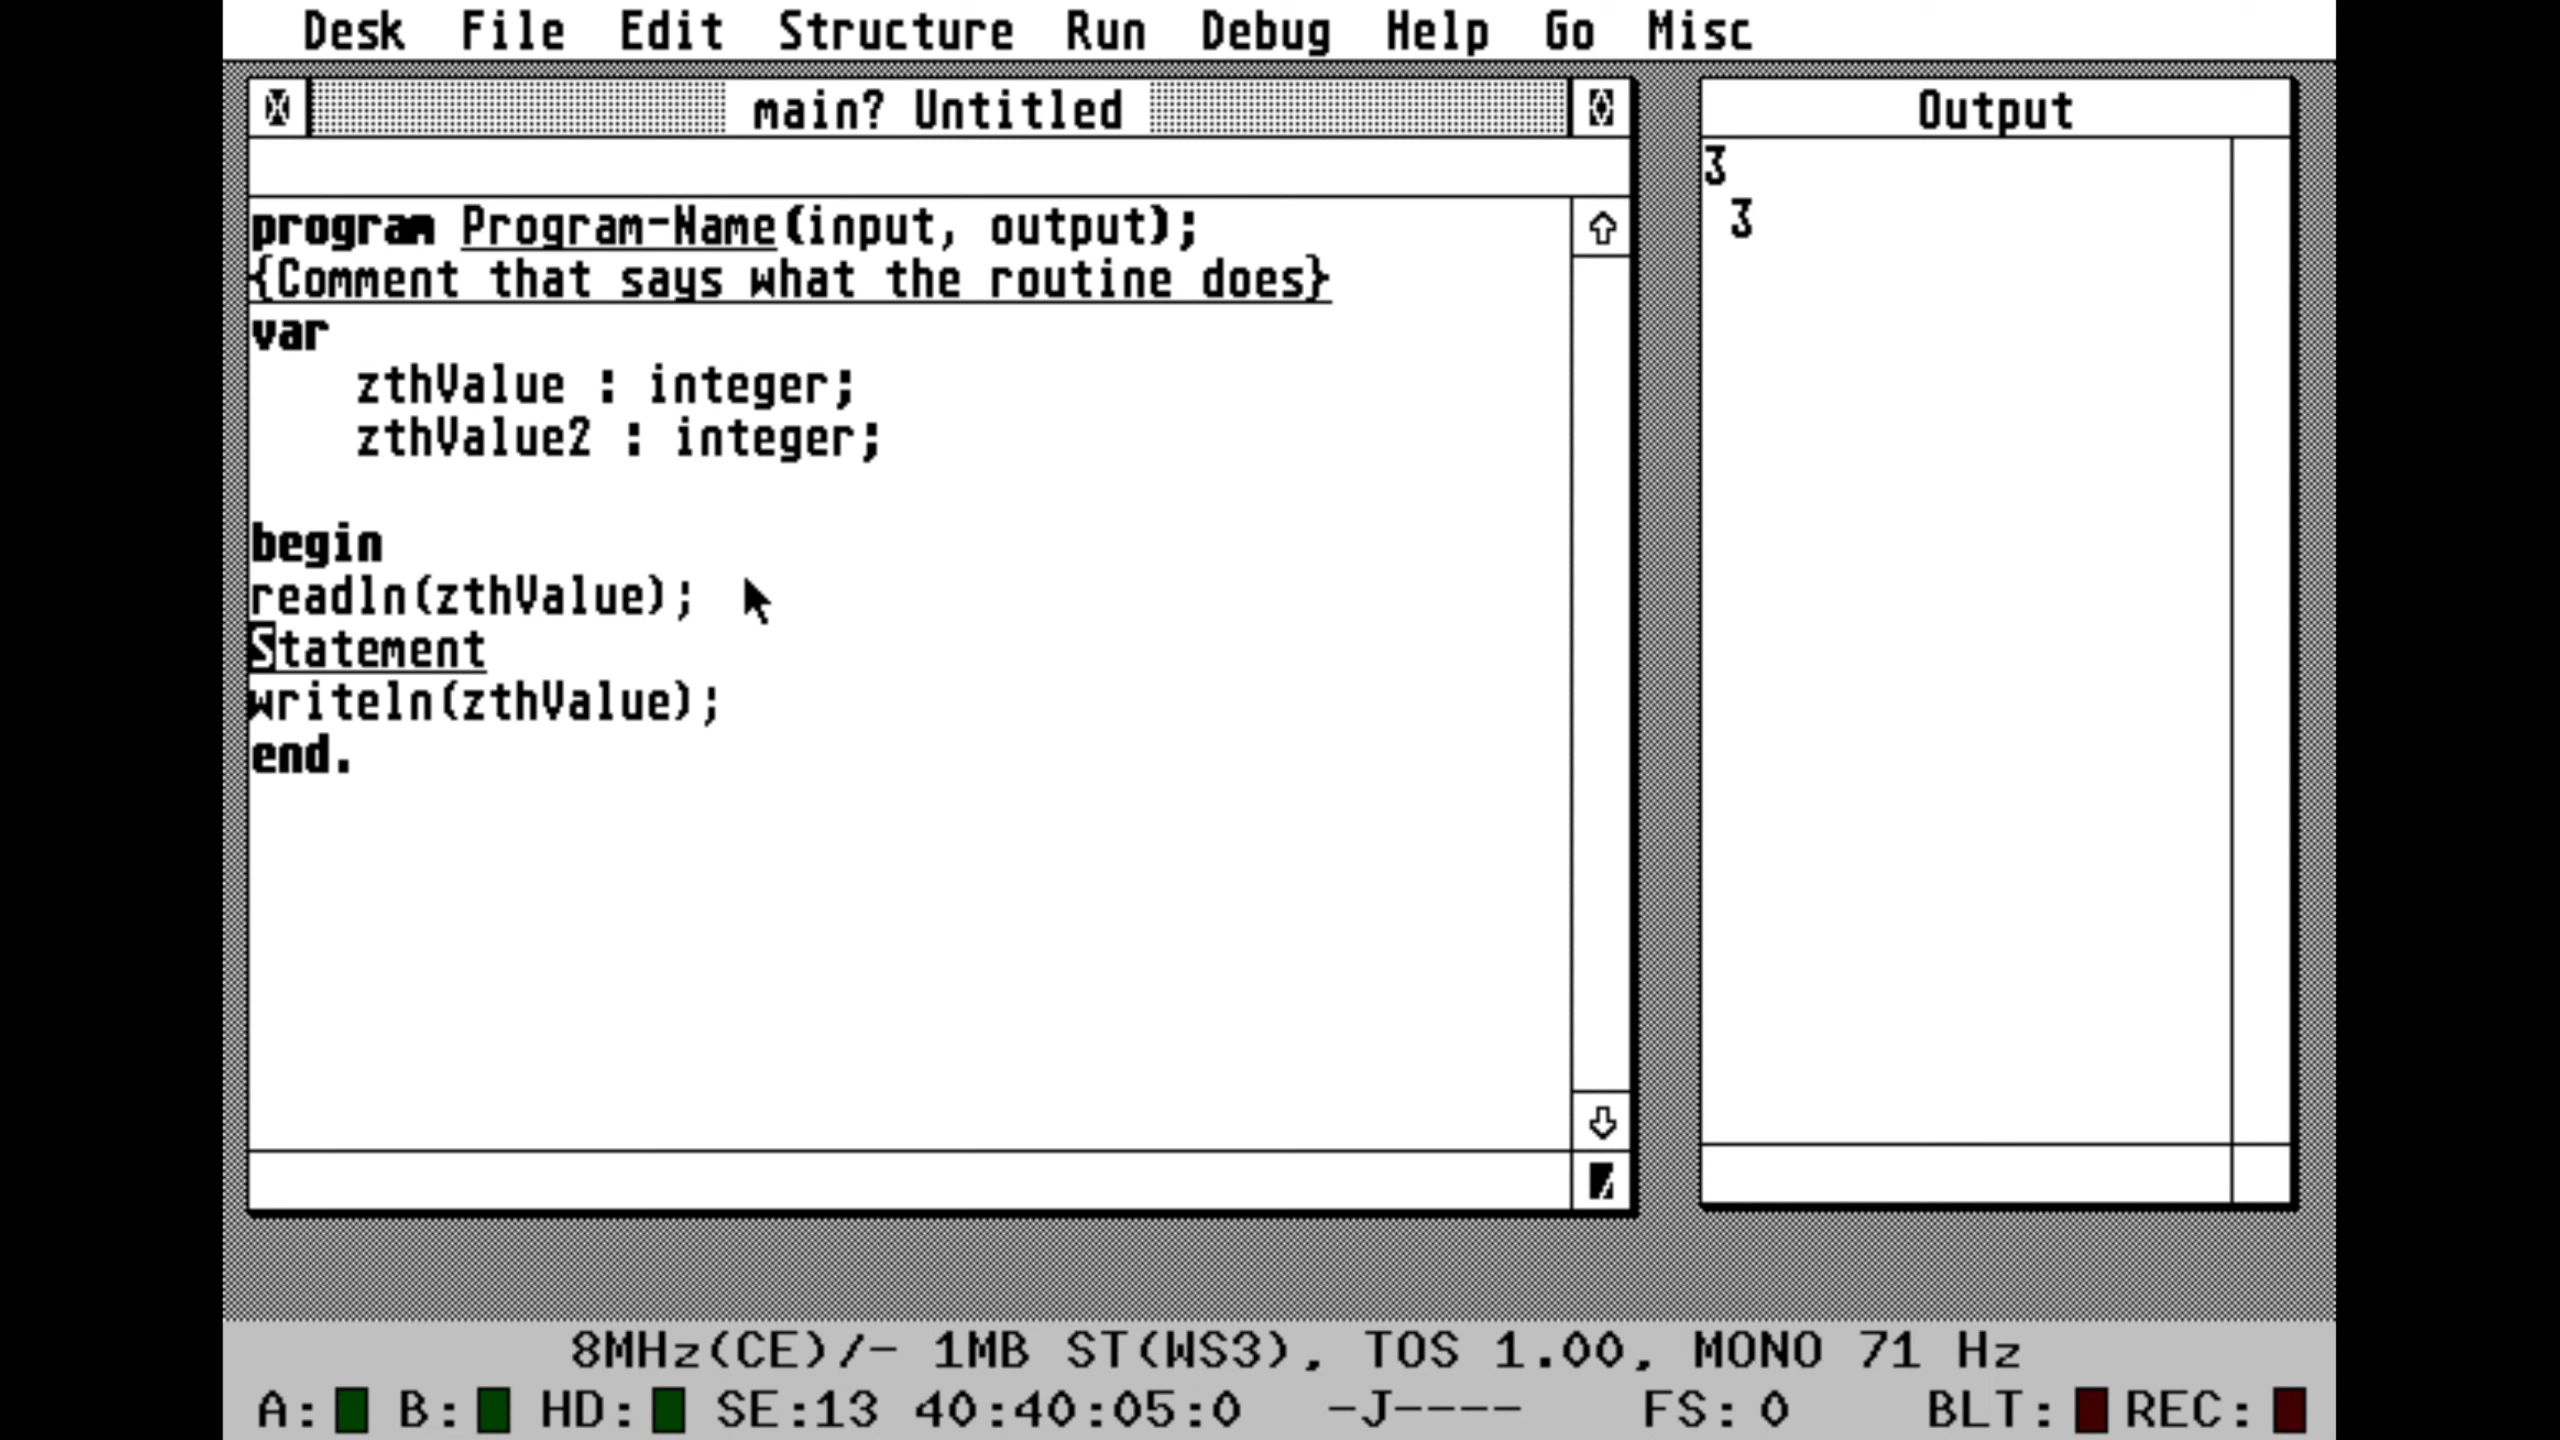 Desk File Edit Structure Run Debug Help Go Misc
main? Untitled
program Program-Name(input, output);
{Comment that says what the routine does}
var
zthValue : integer;
zthValue2 : integer;
begin
readln(zthValue);
Statement
writeln(zthValue);
end.
Output
3
3
8MHz(CE)/- 1MB ST(WS3), TOS 1.00, MONO 71 Hz
A: B: HD: SE:13 40:40:05:0 -J---- FS: 0 BLT: REC: